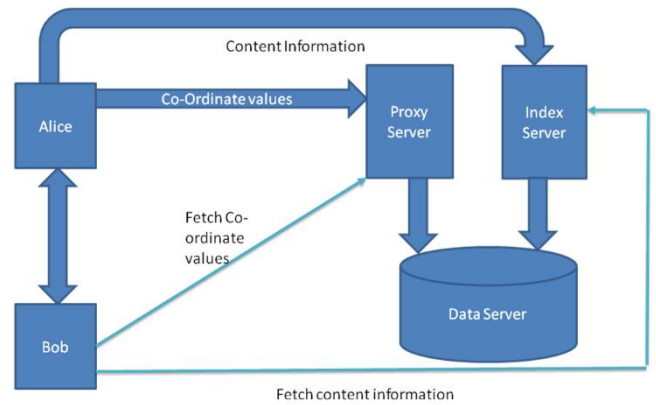 Content Information
Co-Ordinate values
Alice
Proxy
Server
Index
Server
Fetch Co-
ordinate
values
Data Server
Bob
Fetch content information